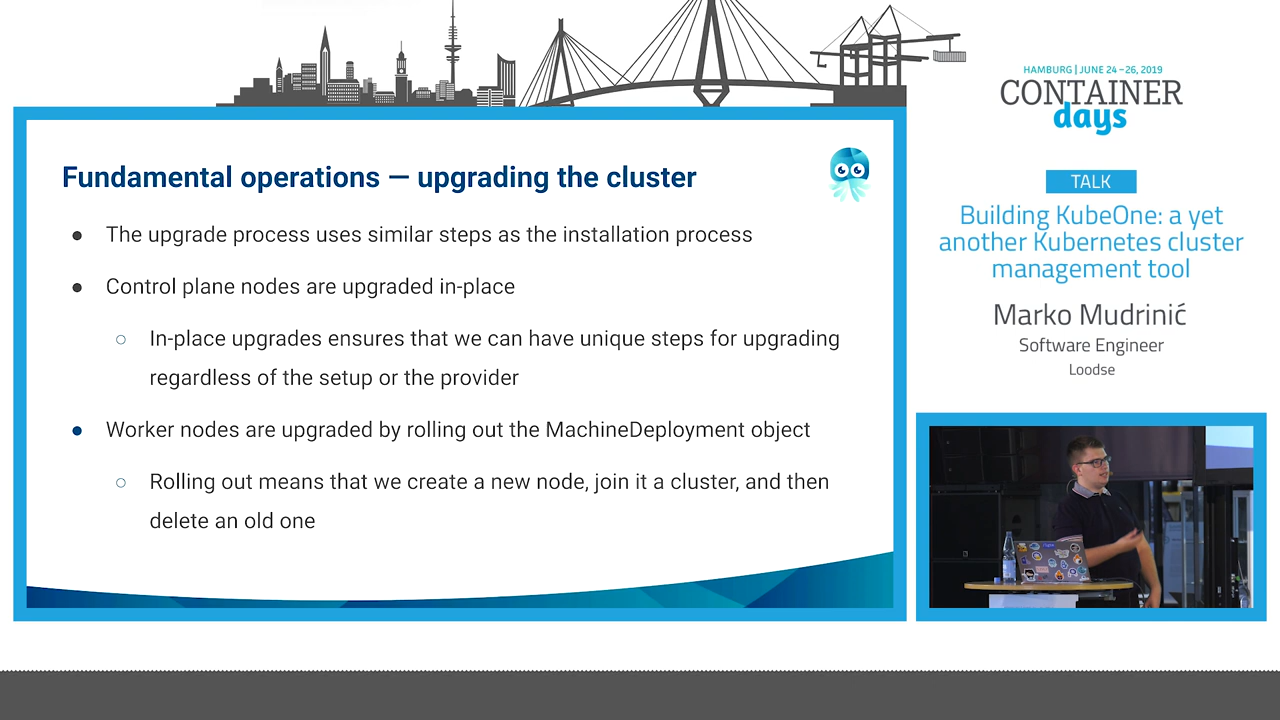 HAMBURG | JUNE 24 – 26, 2019
CONTAINER
days
TALK
Building KubeOne: a yet
another Kubernetes cluster
management tool
Marko Mudrinić
Software Engineer
Loodse
Fundamental operations — upgrading the cluster
● The upgrade process uses similar steps as the installation process
● Control plane nodes are upgraded in-place
○ In-place upgrades ensures that we can have unique steps for upgrading
regardless of the setup or the provider
● Worker nodes are upgraded by rolling out the MachineDeployment object
○ Rolling out means that we create a new node, join it a cluster, and then
delete an old one